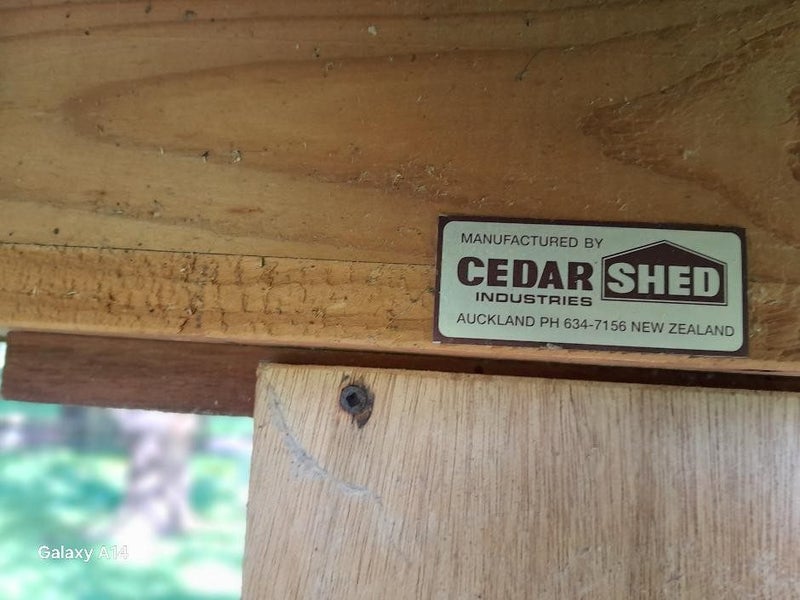 MANUFACTURED BY
CEDAR SHED
INDUSTRIES
AUCKLAND PH 634-7156 NEW ZEALAND
Galaxy A14